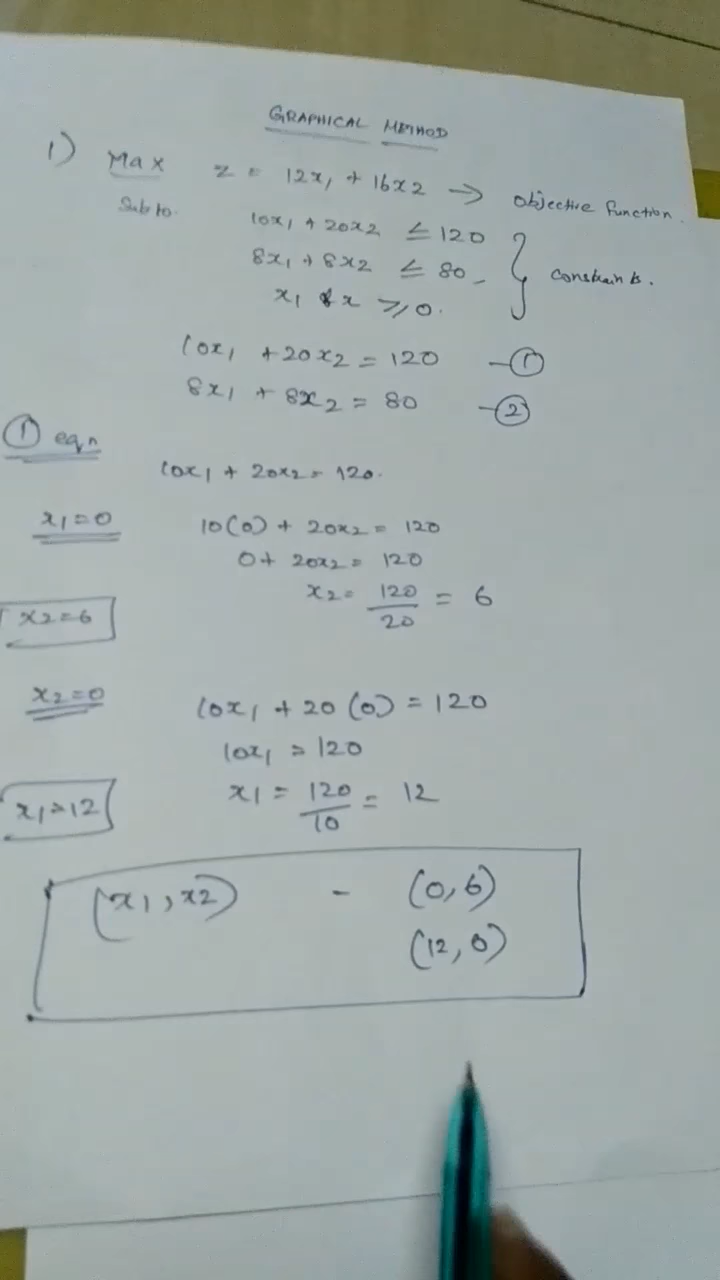 GRAPHICAL METHOD
1) Max z = 12x1 + 16x2 → Objective Function.
Sub to. 10x1 + 20x2 ≤ 120
8x1 + 8x2 ≤ 80
x1 & x ≥ 0.
Constraints.
10x1 + 20x2 = 120 - ①
8x1 + 8x2 = 80 - ②
① eqn
10x1 + 20x2 = 120.
x1 = 0 10(0) + 20x2 = 120
0 + 20x2 = 120
x2 = 120/20 = 6
x2 = 6
x2 = 0 10x1 + 20(0) = 120
10x1 = 120
x1 = 120/10 = 12
x1 = 12
(x1, x2) - (0,6)
(12,0)